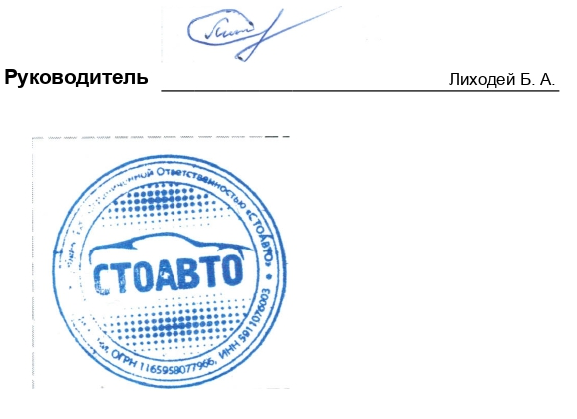 Руководитель Лиходей Б. А.
Ответственностью «СТОАВТО»
СТОАВТО
ОГРН 1165958077966, ИНН 5911076003